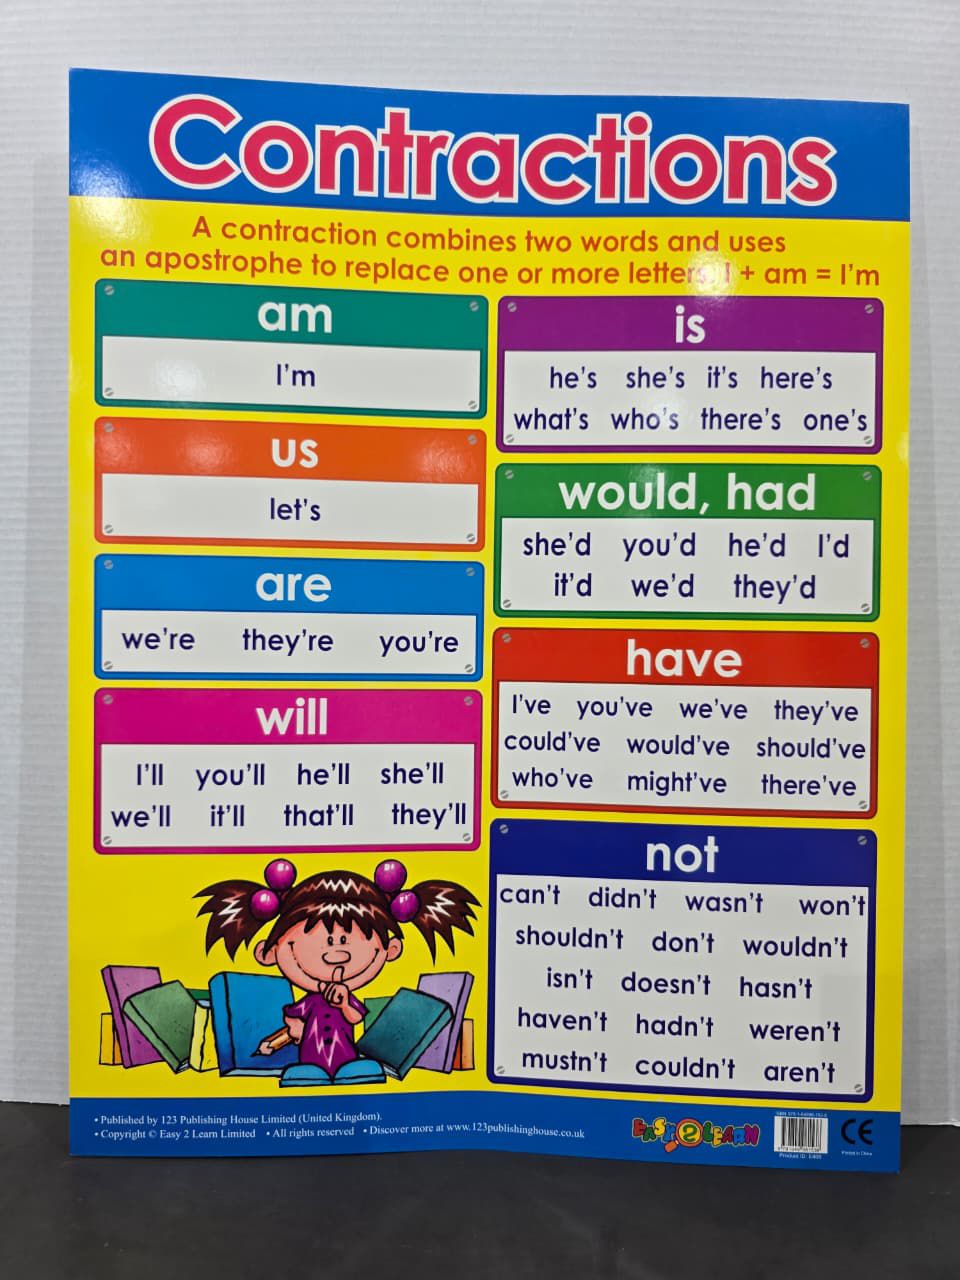 Contractions
A contraction combines two words and uses
an apostrophe to replace one or more letters. I + am = I'm
am
I'm
us
let's
are
we're they're you're
will
I'll you'll he'll she'll
we'll it'll that'll they'll
is
he's she's it's here's
what's who's there's one's
would, had
she'd you'd he'd I'd
it'd we'd they'd
have
I've you've we've they've
could've would've should've
who've might've there've
not
can't didn't wasn't won't
shouldn't don't wouldn't
isn't doesn't hasn't
haven't hadn't weren't
mustn't couldn't aren't
• Published by 123 Publishing House Limited (United Kingdom).
• Copyright © Easy 2 Learn Limited • All rights reserved • Discover more at www.123publishinghouse.co.uk
EASY 2 LEARN
CE
Printed in China